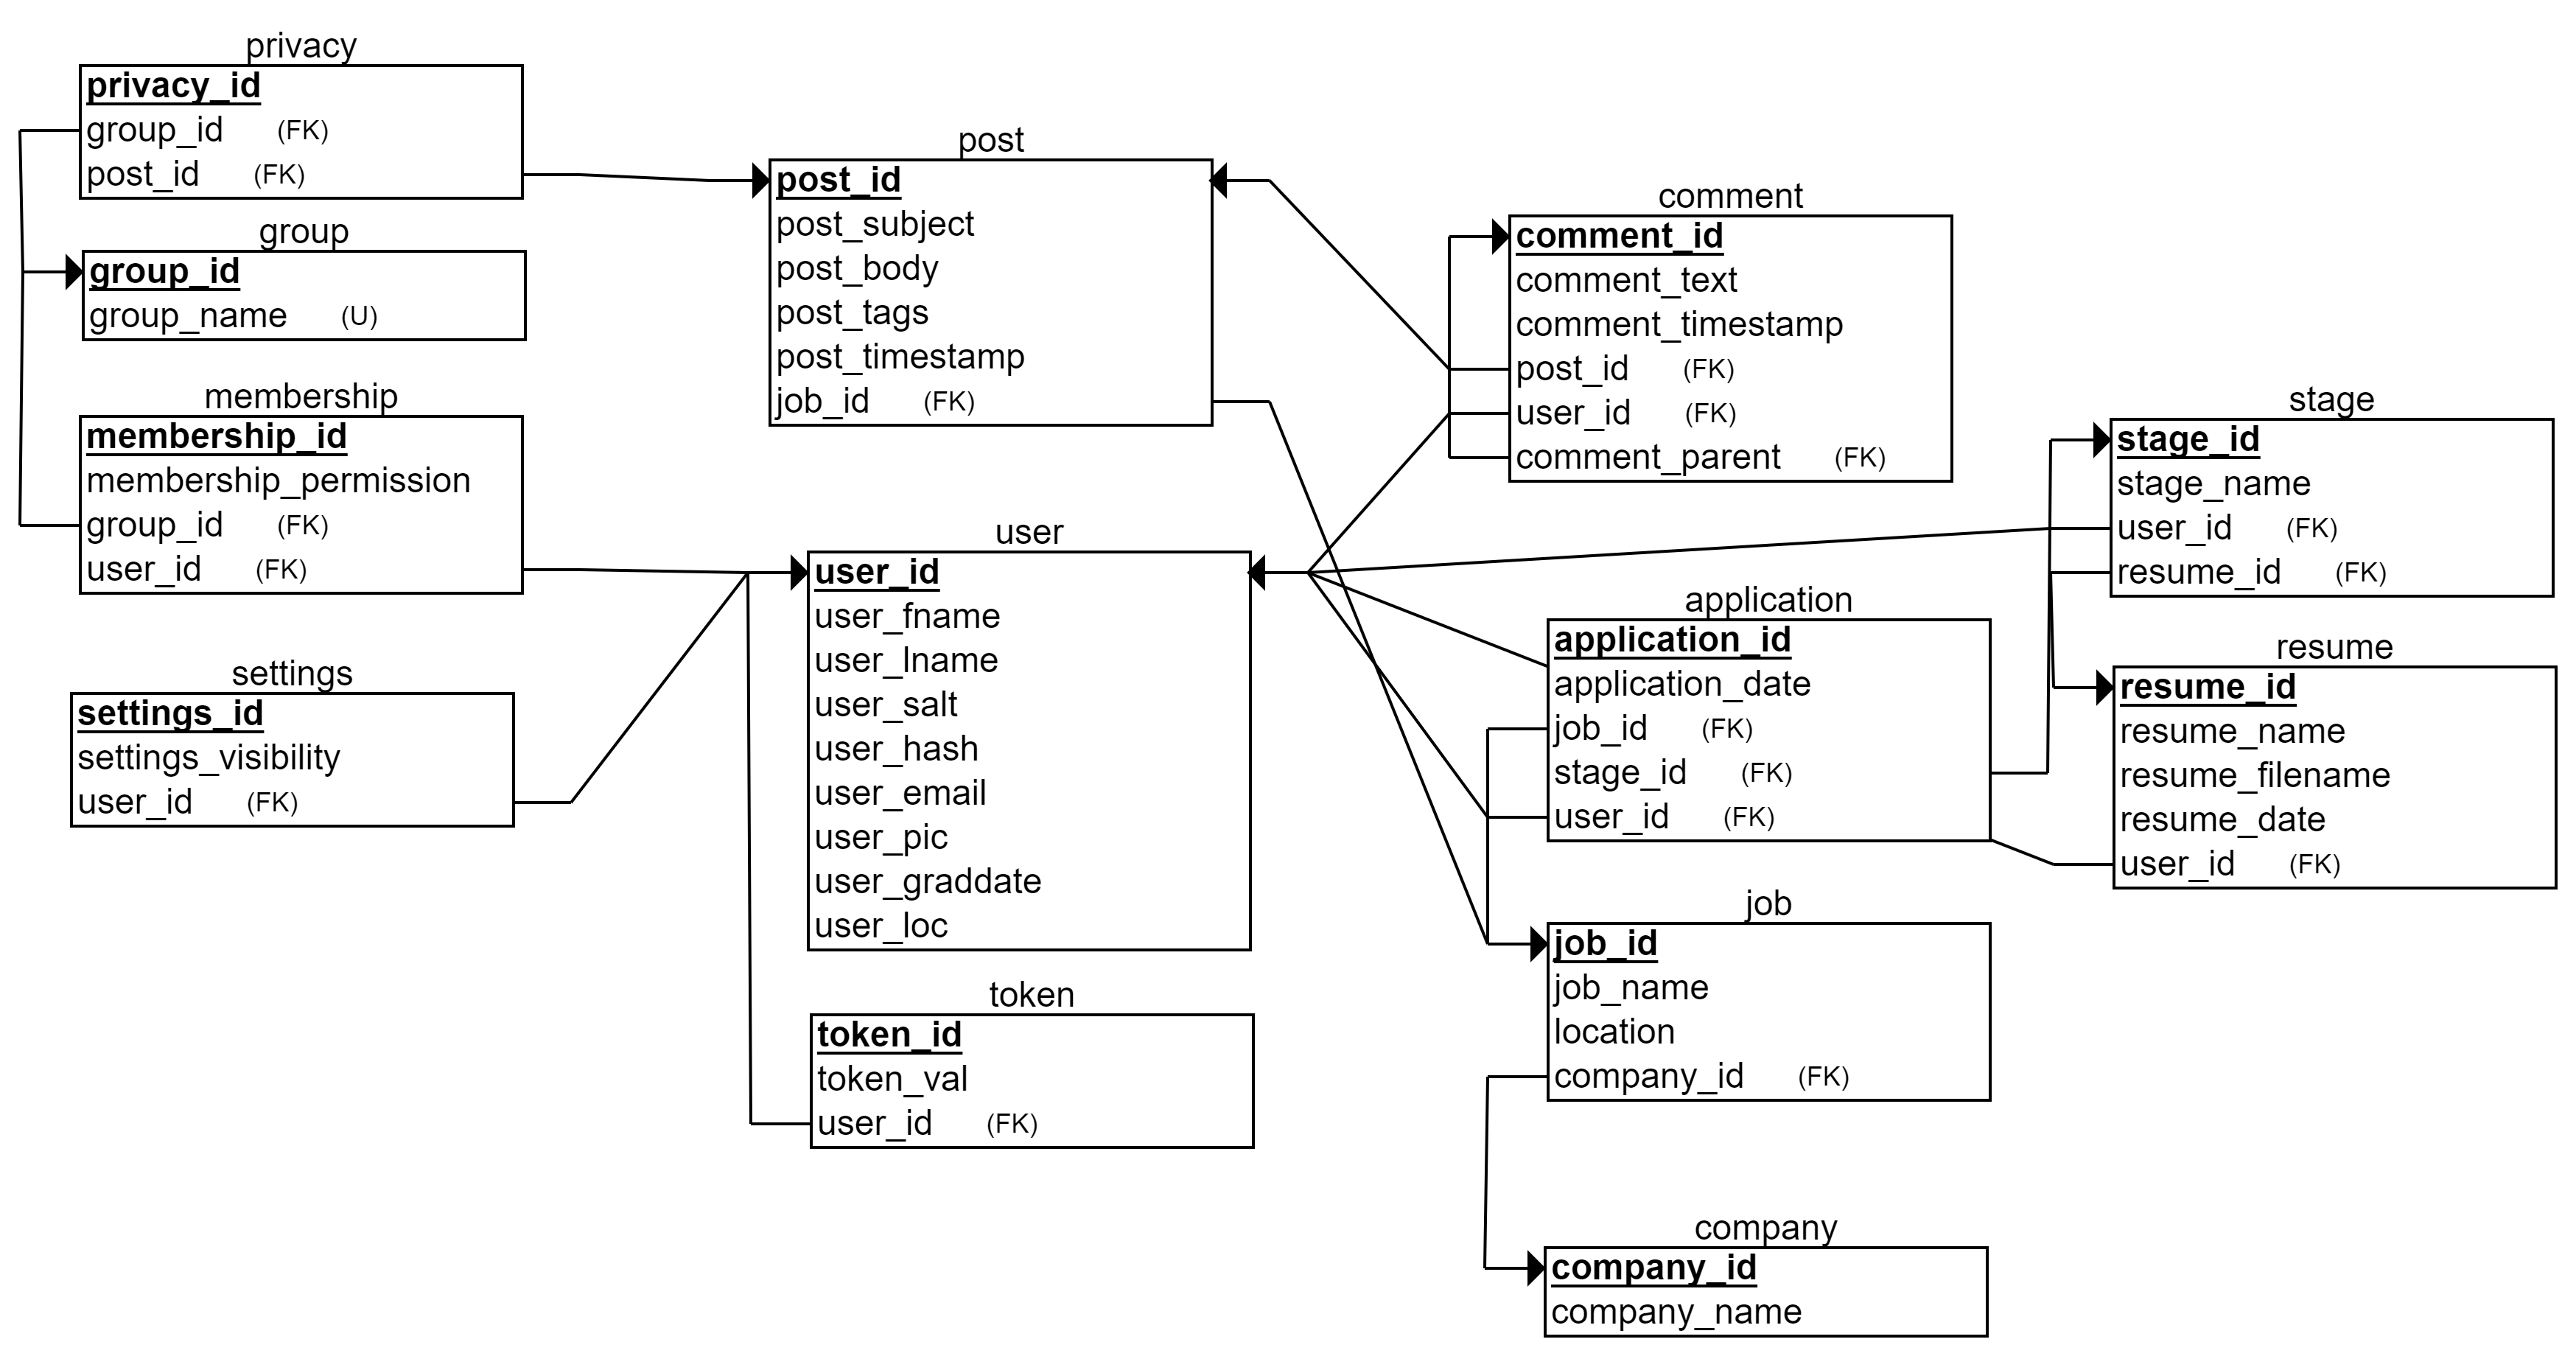 privacy
privacy_id
group_id (FK)
post_id (FK)
group
group_id
group_name (U)
membership
membership_id
membership_permission
group_id (FK)
user_id (FK)
settings
settings_id
settings_visibility
user_id (FK)
post
post_id
post_subject
post_body
post_tags
post_timestamp
job_id (FK)
user
user_id
user_fname
user_lname
user_salt
user_hash
user_email
user_pic
user_graddate
user_loc
token
token_id
token_val
user_id (FK)
comment
comment_id
comment_text
comment_timestamp
post_id (FK)
user_id (FK)
comment_parent (FK)
application
application_id
application_date
job_id (FK)
stage_id (FK)
user_id (FK)
job
job_id
job_name
location
company_id (FK)
company
company_id
company_name
stage
stage_id
stage_name
user_id (FK)
resume_id (FK)
resume
resume_id
resume_name
resume_filename
resume_date
user_id (FK)